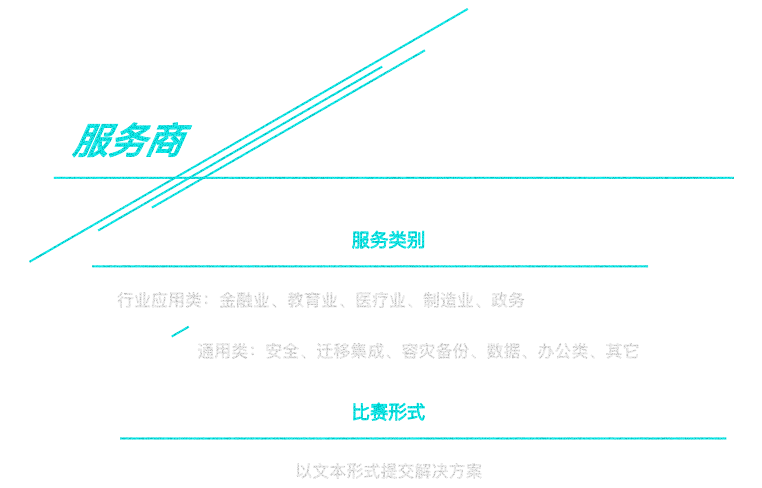 服务商
服务类别
行业应用类：金融业、教育业、医疗业、制造业、政务
通用类：安全、迁移集成、容灾备份、数据、办公类、其它
比赛形式
以文本形式提交解决方案